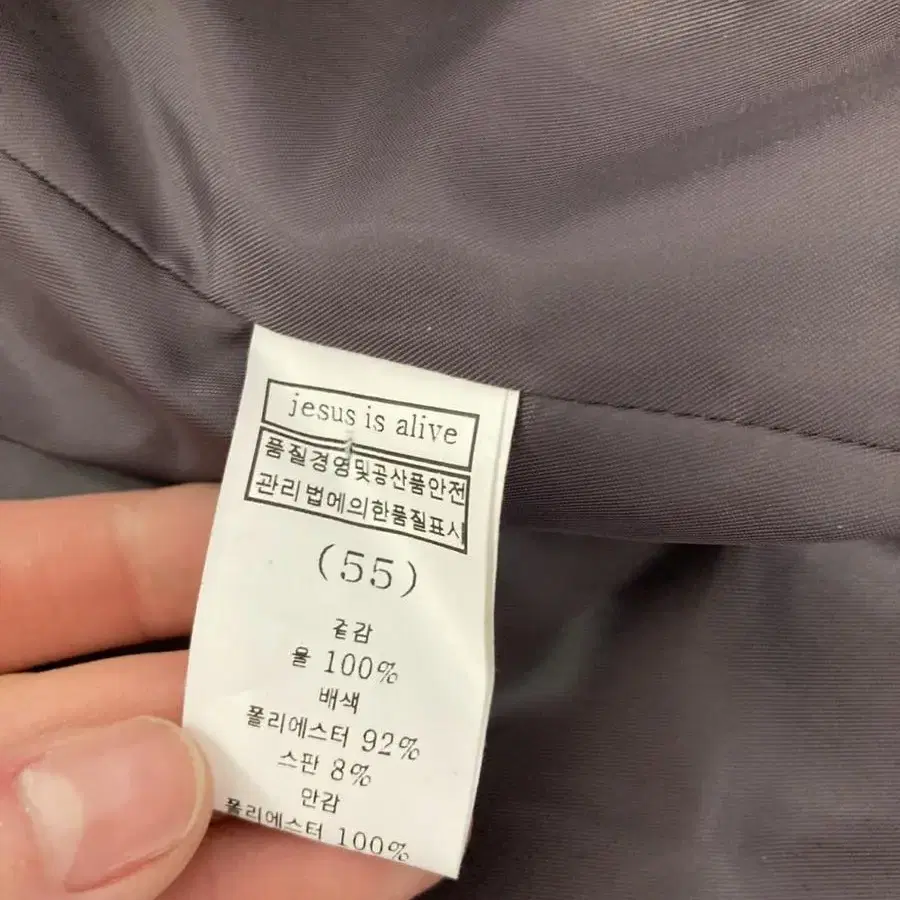 jesus is alive
품질경영및공산품안전
관리법에의한품질표시
(55)
겉감
울 100%
배색
폴리에스터 92%
스판 8%
안감
폴리에스터 100%